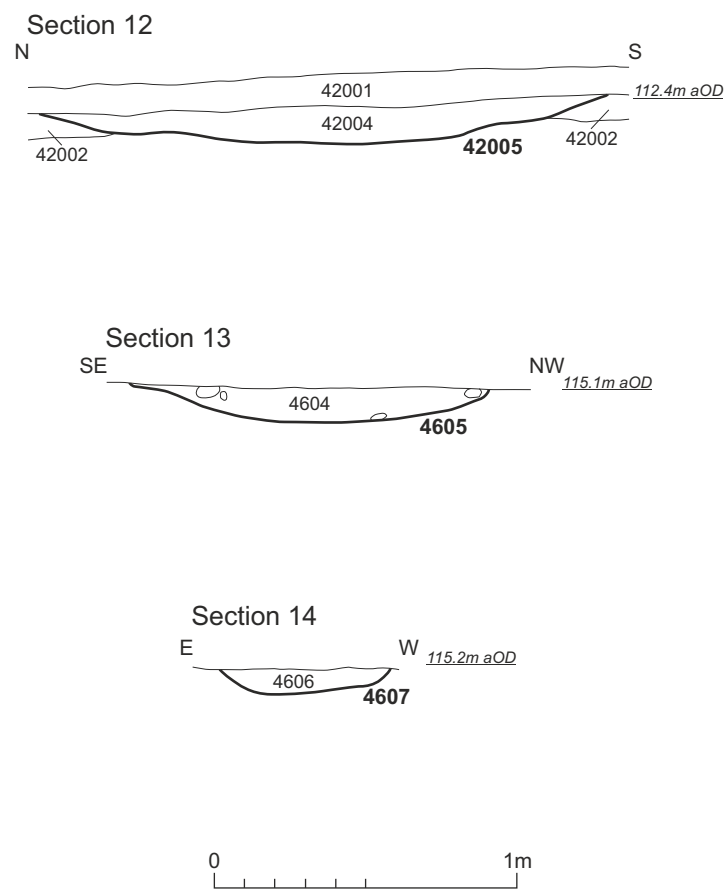 Section 12
N S
42001
112.4m aOD
42004
42002 42005 42002
Section 13
SE NW
115.1m aOD
4604
4605
Section 14
E W
115.2m aOD
4606
4607
0 1m